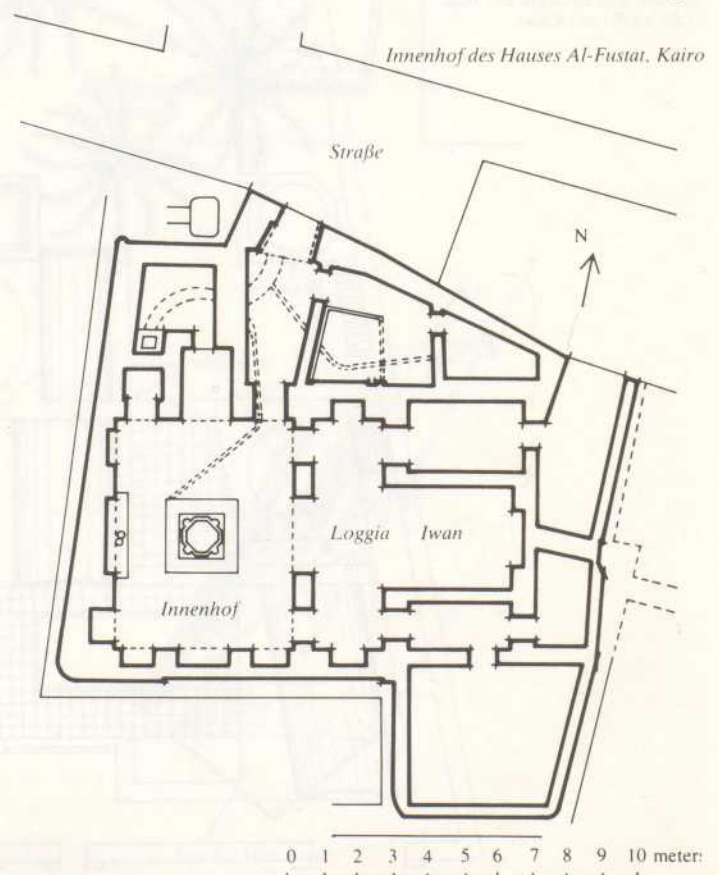 Innenhof des Hauses Al-Fustat, Kairo
Straße
N
Loggia Iwan
Innenhof
0 1 2 3 4 5 6 7 8 9 10 meter: